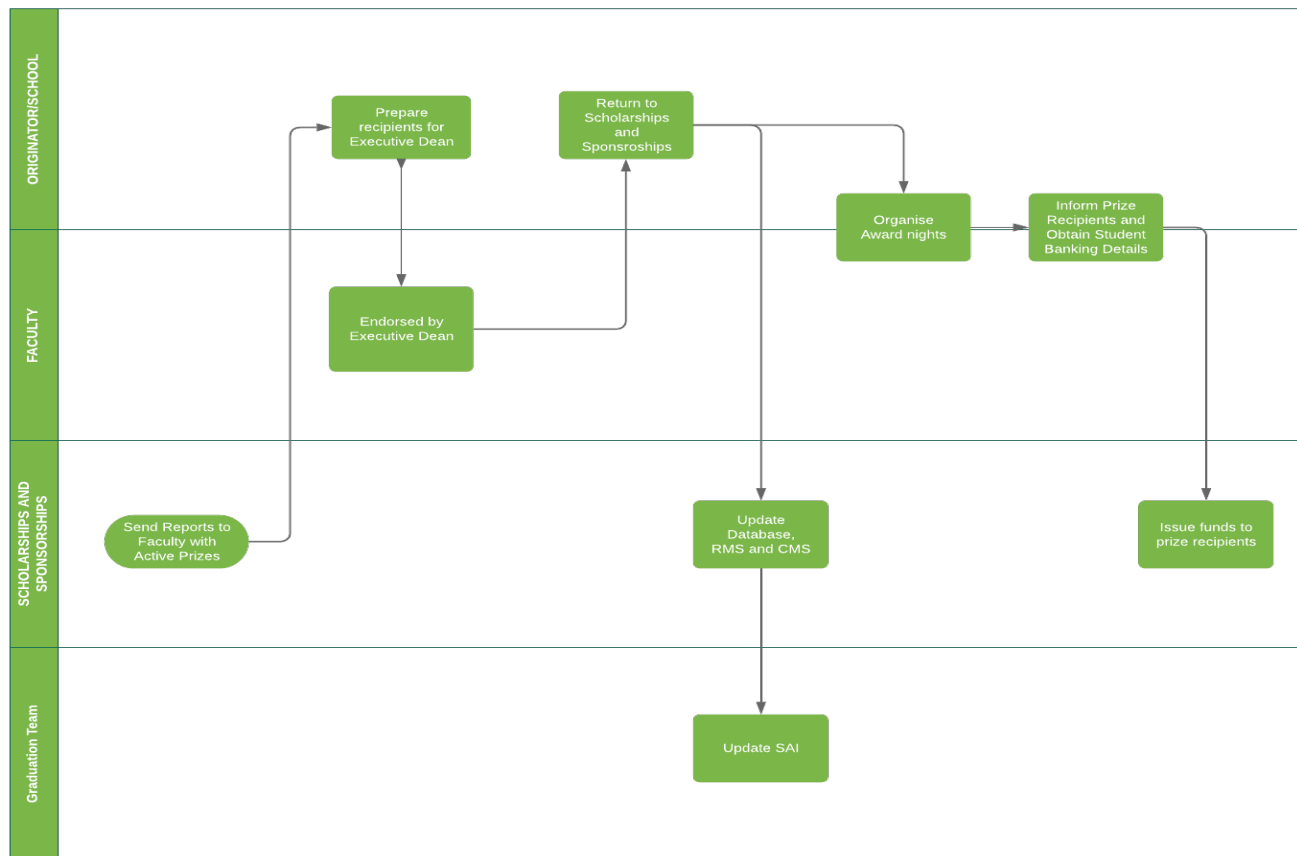 ORIGINATOR/SCHOOL
Prepare
recipients for
Executive Dean
Return to
Scholarships
and
Sponsroships
Organise
Award nights
Inform Prize
Recipients and
Obtain Student
Banking Details
FACULTY
Endorsed by
Executive Dean
SCHOLARSHIPS AND
SPONSORSHIPS
Send Reports to
Faculty with
Active Prizes
Update
Database,
RMS and CMS
Issue funds to
prize recipients
Graduation Team
Update SAI